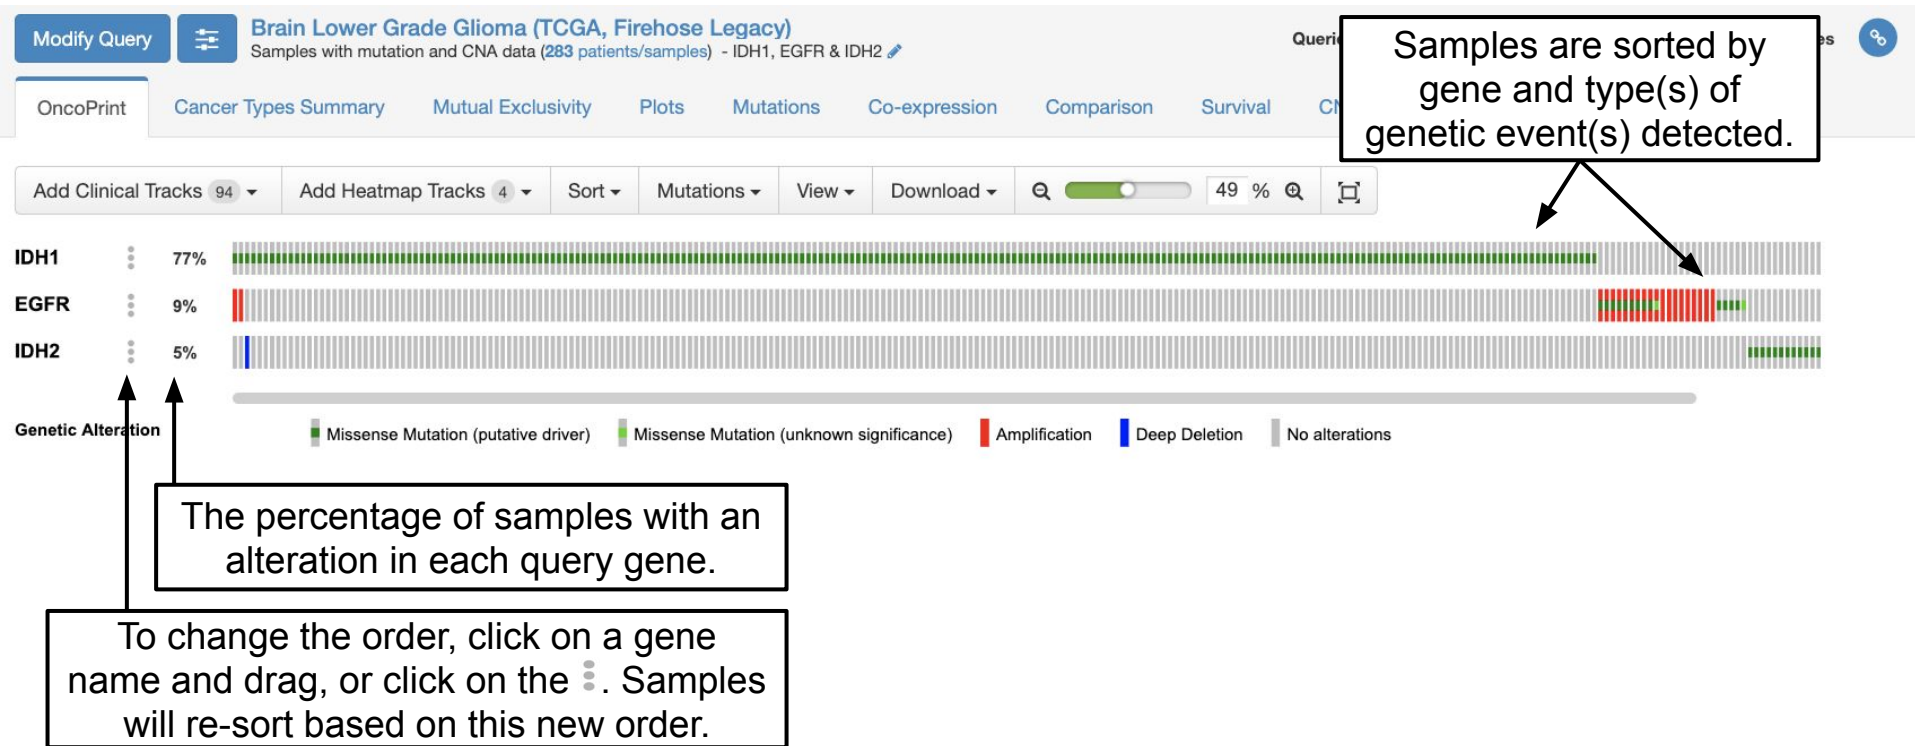 Modify Query
Brain Lower Grade Glioma (TCGA, Firehose Legacy)
Samples with mutation and CNA data (283 patients/samples) - IDH1, EGFR & IDH2
Samples are sorted by
gene and type(s) of
genetic event(s) detected.
OncoPrint Cancer Types Summary Mutual Exclusivity Plots Mutations Co-expression Comparison Survival
Add Clinical Tracks 94 Add Heatmap Tracks 4 Sort Mutations View Download 49 %
IDH1 77%
EGFR 9%
IDH2 5%
Genetic Alteration Missense Mutation (putative driver) Missense Mutation (unknown significance) Amplification Deep Deletion No alterations
The percentage of samples with an
alteration in each query gene.
To change the order, click on a gene
name and drag, or click on the . Samples
will re-sort based on this new order.